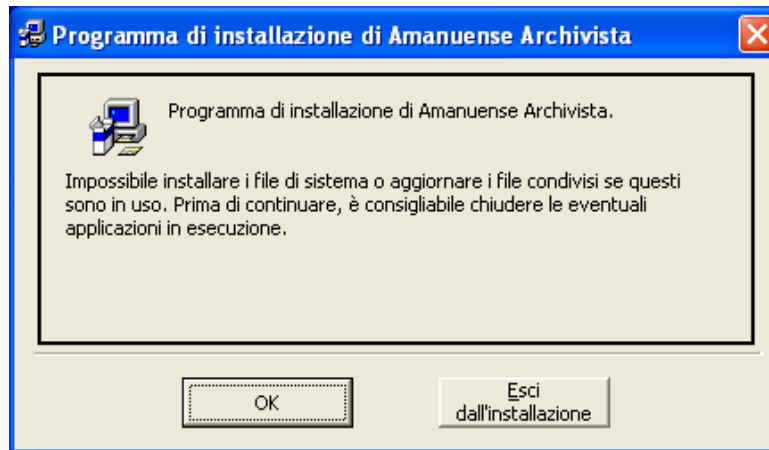 Programma di installazione di Amanuense Archivista
Programma di installazione di Amanuense Archivista.
Impossibile installare i file di sistema o aggiornare i file condivisi se questi
sono in uso. Prima di continuare, è consigliabile chiudere le eventuali
applicazioni in esecuzione.
OK
Esci
dall'installazione